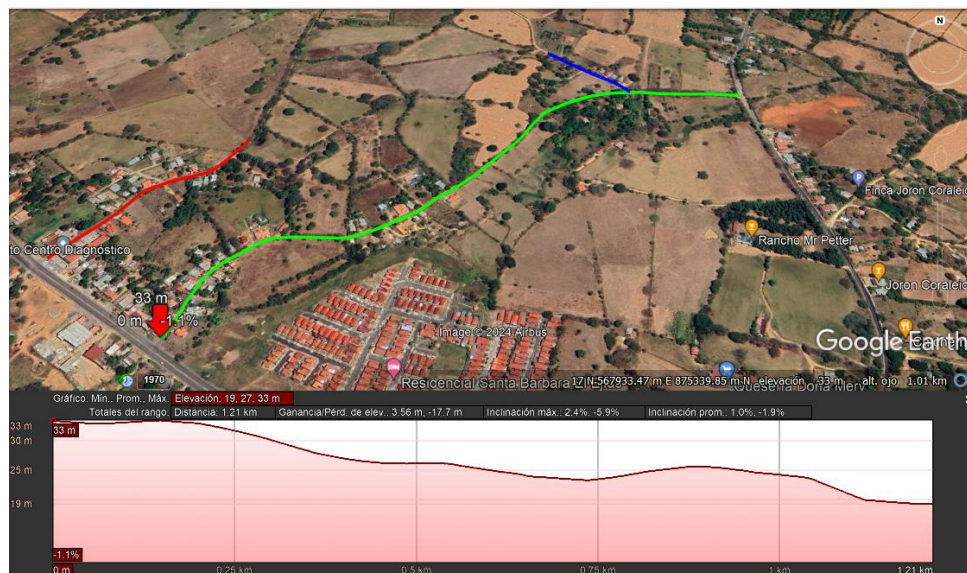 N
Finca Joron Coralejo
to Centro Diagnóstico
Rancho Mr Petter
33 m
0 m -1.1%
Image © 2024 Airbus
Google Earth
1970
Residencial Santa Barbara
17 N 567933.47 m E 875339.85 m N elevación 33 m alt. ojo 1.01 km
Gráfico: Mín., Prom., Máx. Elevación: 19, 27, 33 m
Totales del rango: Distancia: 1.21 km Ganancia/Pérd. de elev.: 3.56 m, -17.7 m Inclinación máx.: 2.4%, -5.9% Inclinación prom.: 1.0%, -1.9%
33 m
33 m
30 m
25 m
19 m
-1.1%
0 m 0.25 km 0.5 km 0.75 km 1 km 1.21 km